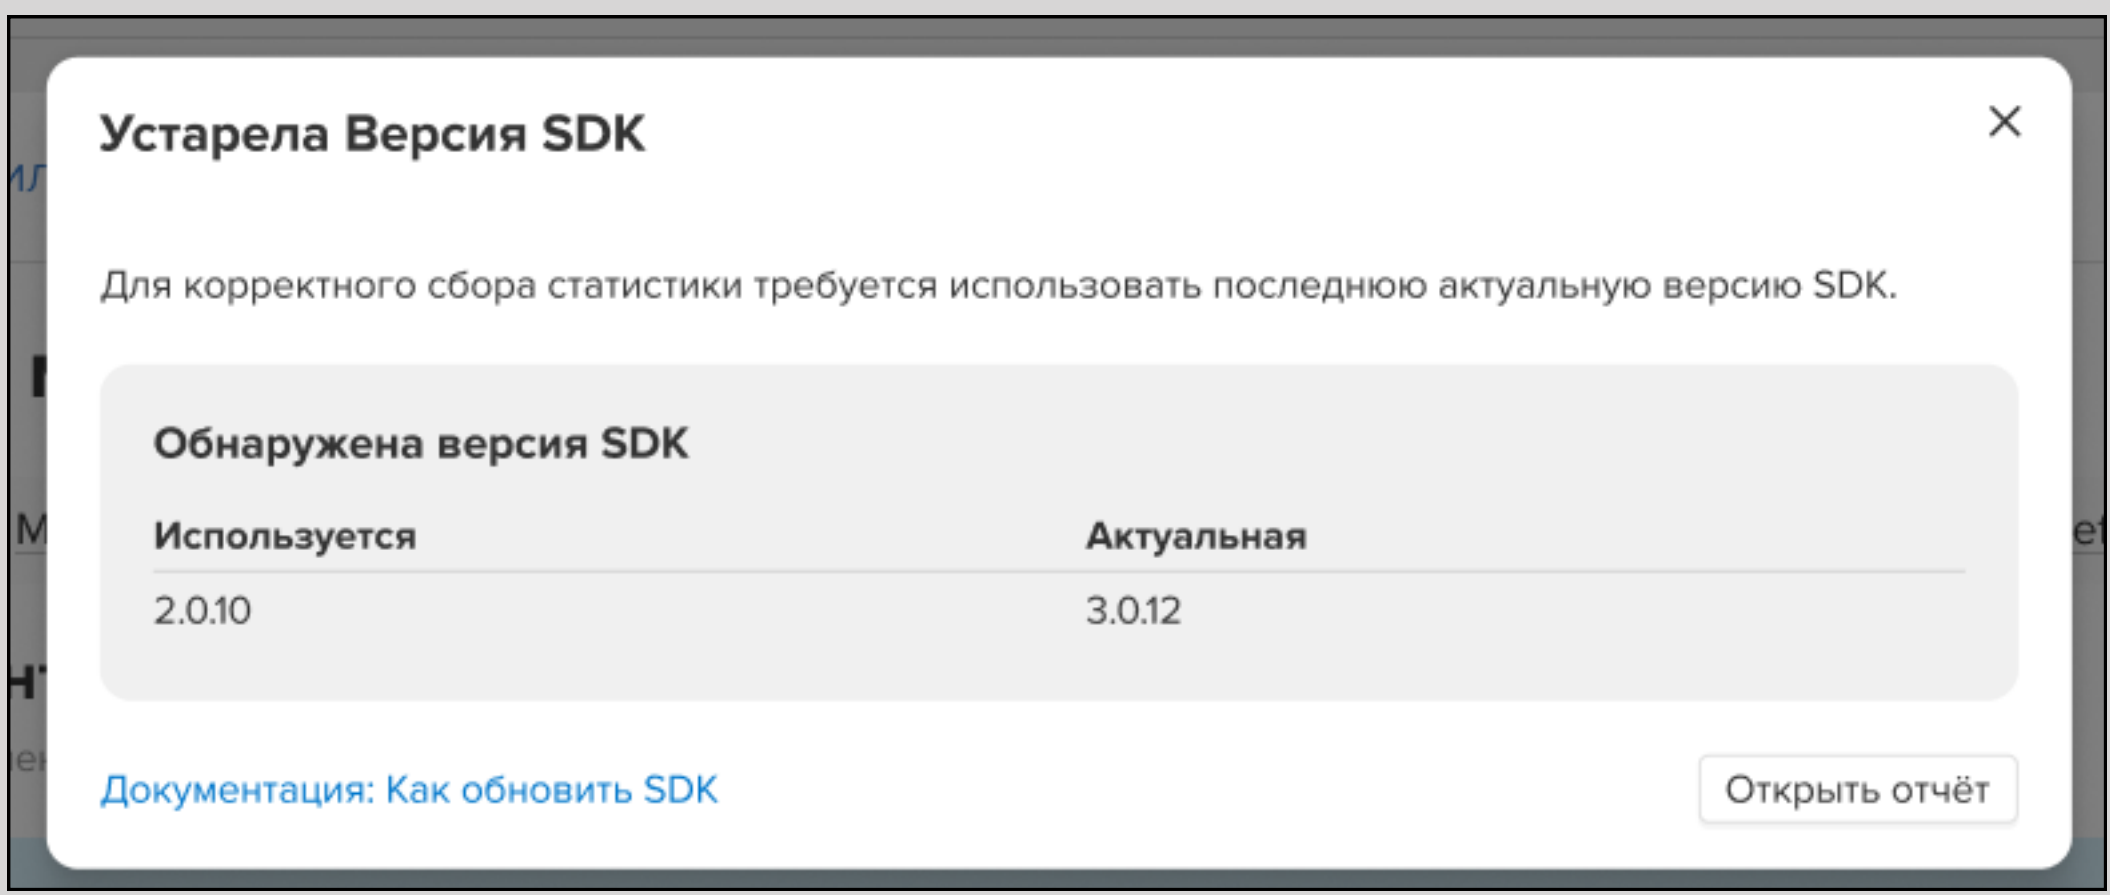 Устарела Версия SDK
Для корректного сбора статистики требуется использовать последнюю актуальную версию SDK.
Обнаружена версия SDK
Используется Актуальная
2.0.10 3.0.12
Документация: Как обновить SDK
Открыть отчёт